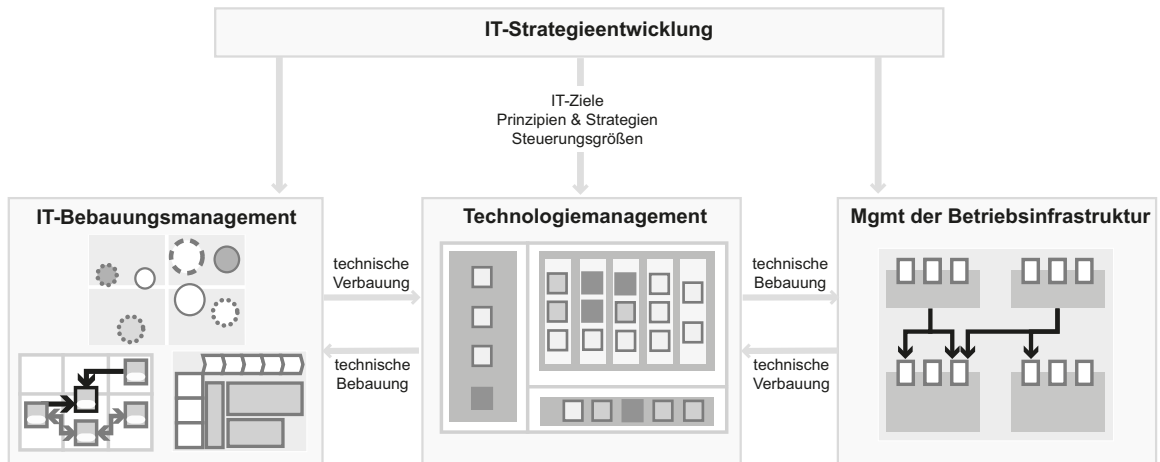 IT-Strategieentwicklung
IT-Ziele
Prinzipien & Strategien
Steuerungsgrößen
IT-Bebauungsmanagement
technische
Verbauung
technische
Bebauung
Technologiemanagement
technische
Bebauung
technische
Verbauung
Mgmt der Betriebsinfrastruktur